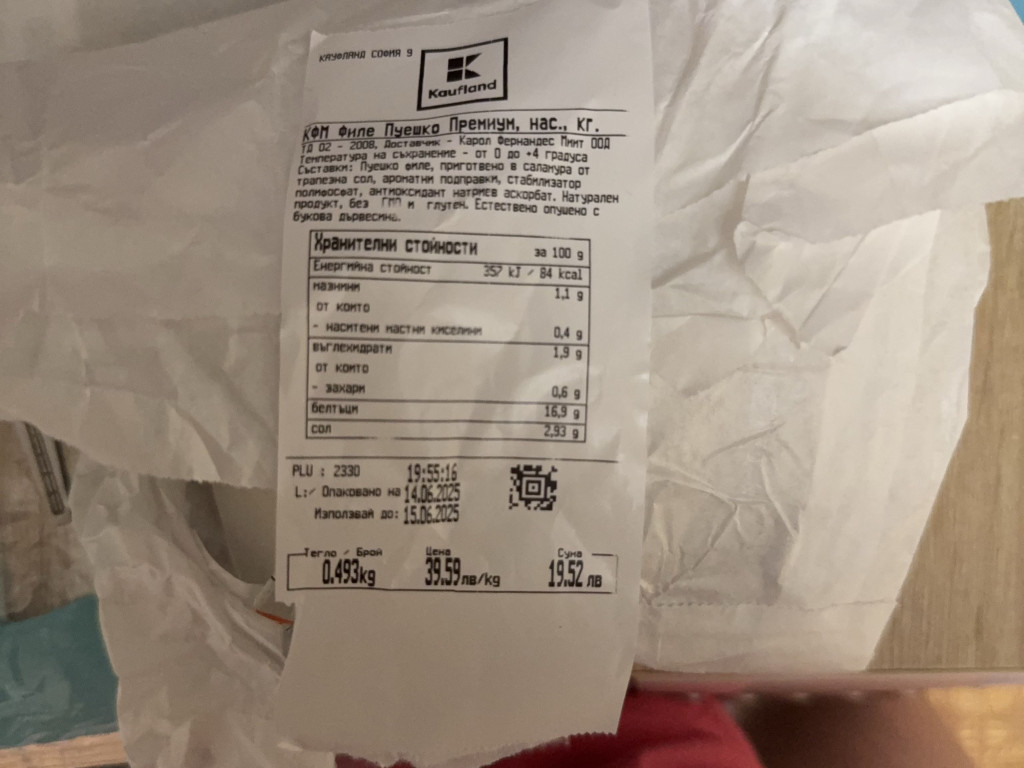 КАУФЛАНД СОФИЯ 9
Kaufland
КФМ Филе Пуешко Премиум, нас., кг.
ТД 02 - 2008, Доставчик - Карол Фернандес Мийт ООД
Температура на съхранение - от 0 до +4 градуса
Съставки: Пуешко филе, приготвено в саламура от
трапезна сол, ароматни подправки, стабилизатор
полифосфат, антиоксидант натриев аскорбат. Натурален
продукт, без ГМО и глутен. Естествено опушено с
букова дървесина.
Хранителни стойности за 100 g
Енергийна стойност 357 kJ / 84 kcal
мазнини 1,1 g
от които
- наситени мастни киселини 0,4 g
въглехидрати 1,9 g
от които
- захари 0,6 g
белтъци 16,9 g
сол 2,93 g
PLU : 2330 19:55:16
L:/ Опаковано на 14.06.2025
Използвай до: 15.06.2025
Тегло / Брой Цена Сума
0.493kg 39.59лв/kg 19.52 лв